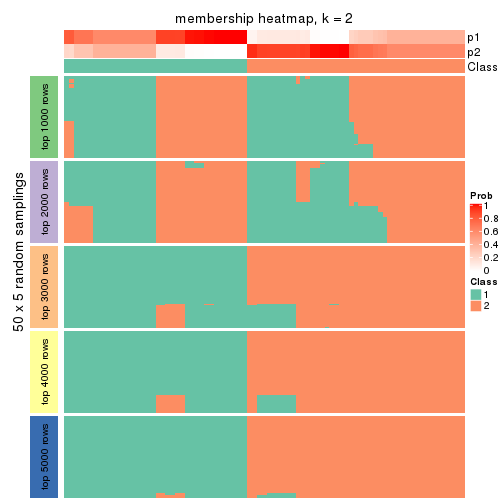 membership heatmap, k = 2
p1
p2
Class
50 x 5 random samplings
top 1000 rows
top 2000 rows
top 3000 rows
top 4000 rows
top 5000 rows
Prob
1
0.8
0.6
0.4
0.2
0
Class
1
2